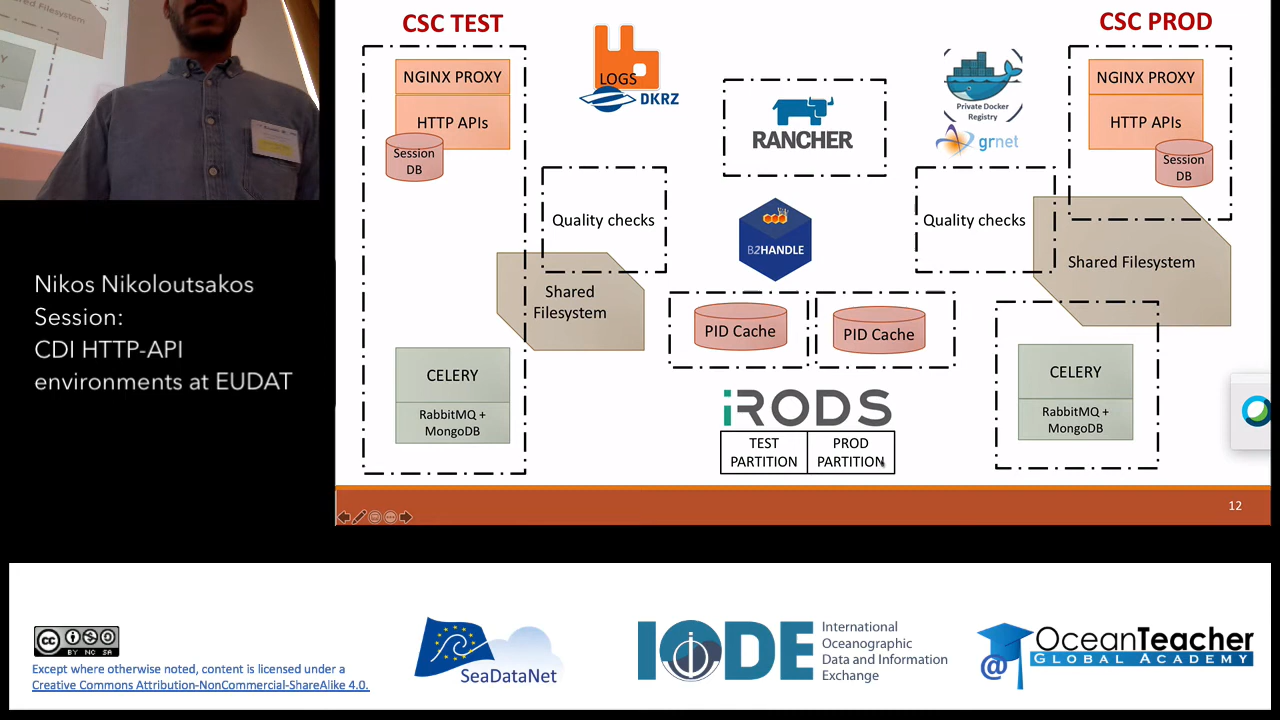 CSC TEST
NGINX PROXY
HTTP APIs
Session
DB
CELERY
RabbitMQ +
MongoDB
Shared
Filesystem
Quality checks
LOGS
DKRZ
RANCHER
B2HANDLE
PID Cache
PID Cache
iRODS
TEST
PARTITION
PROD
PARTITION
Private Docker
Registry
grnet
Quality checks
CSC PROD
NGINX PROXY
HTTP APIs
Session
DB
Shared Filesystem
CELERY
RabbitMQ +
MongoDB
12
Nikos Nikoloutsakos
Session:
CDI HTTP-API
environments at EUDAT
cc
BY NC SA
Except where otherwise noted, content is licensed under a
Creative Commons Attribution-NonCommercial-ShareAlike 4.0.
SeaDataNet
IODE
International
Oceanographic
Data and Information
Exchange
@
OceanTeacher
GLOBAL ACADEMY